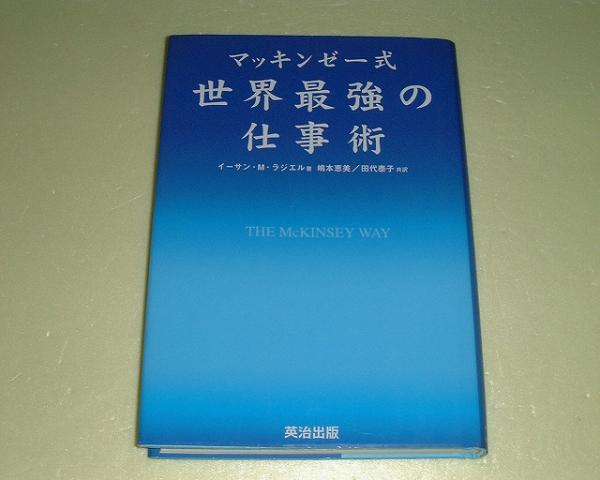 マッキンゼー式
世界最強の
仕事術
イーサン・M・ラジエル著 嶋本恵美／田代泰子共訳
THE McKINSEY WAY
英治出版